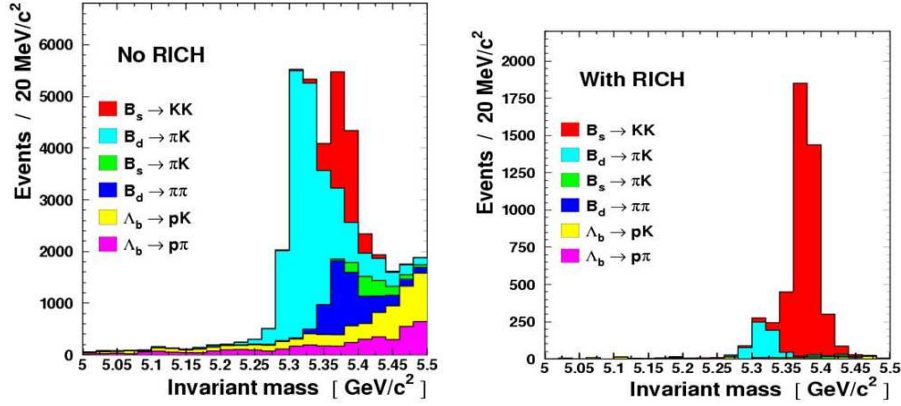 Events / 20 MeV/c²
6000
5000
4000
3000
2000
1000
0
No RICH
Bs → KK
Bd → πK
Bs → πK
Bd → ππ
Λb → pK
Λb → pπ
5 5.05 5.1 5.15 5.2 5.25 5.3 5.35 5.4 5.45 5.5
Invariant mass [ GeV/c² ]
Events / 20 MeV/c²
2000
1750
1500
1250
1000
750
500
250
0
With RICH
Bs → KK
Bd → πK
Bs → πK
Bd → ππ
Λb → pK
Λb → pπ
5 5.05 5.1 5.15 5.2 5.25 5.3 5.35 5.4 5.45 5.5
Invariant mass [ GeV/c² ]